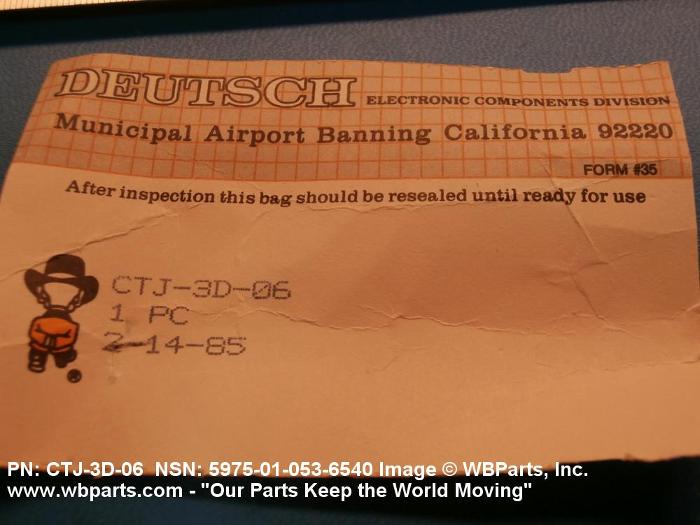 DEUTSCH ELECTRONIC COMPONENTS DIVISION
Municipal Airport Banning California 92220
FORM #35
After inspection this bag should be resealed until ready for use
CTJ-3D-06
1 PC
2-14-85
®
PN: CTJ-3D-06 NSN: 5975-01-053-6540 Image © WBParts, Inc.
www.wbparts.com - "Our Parts Keep the World Moving"